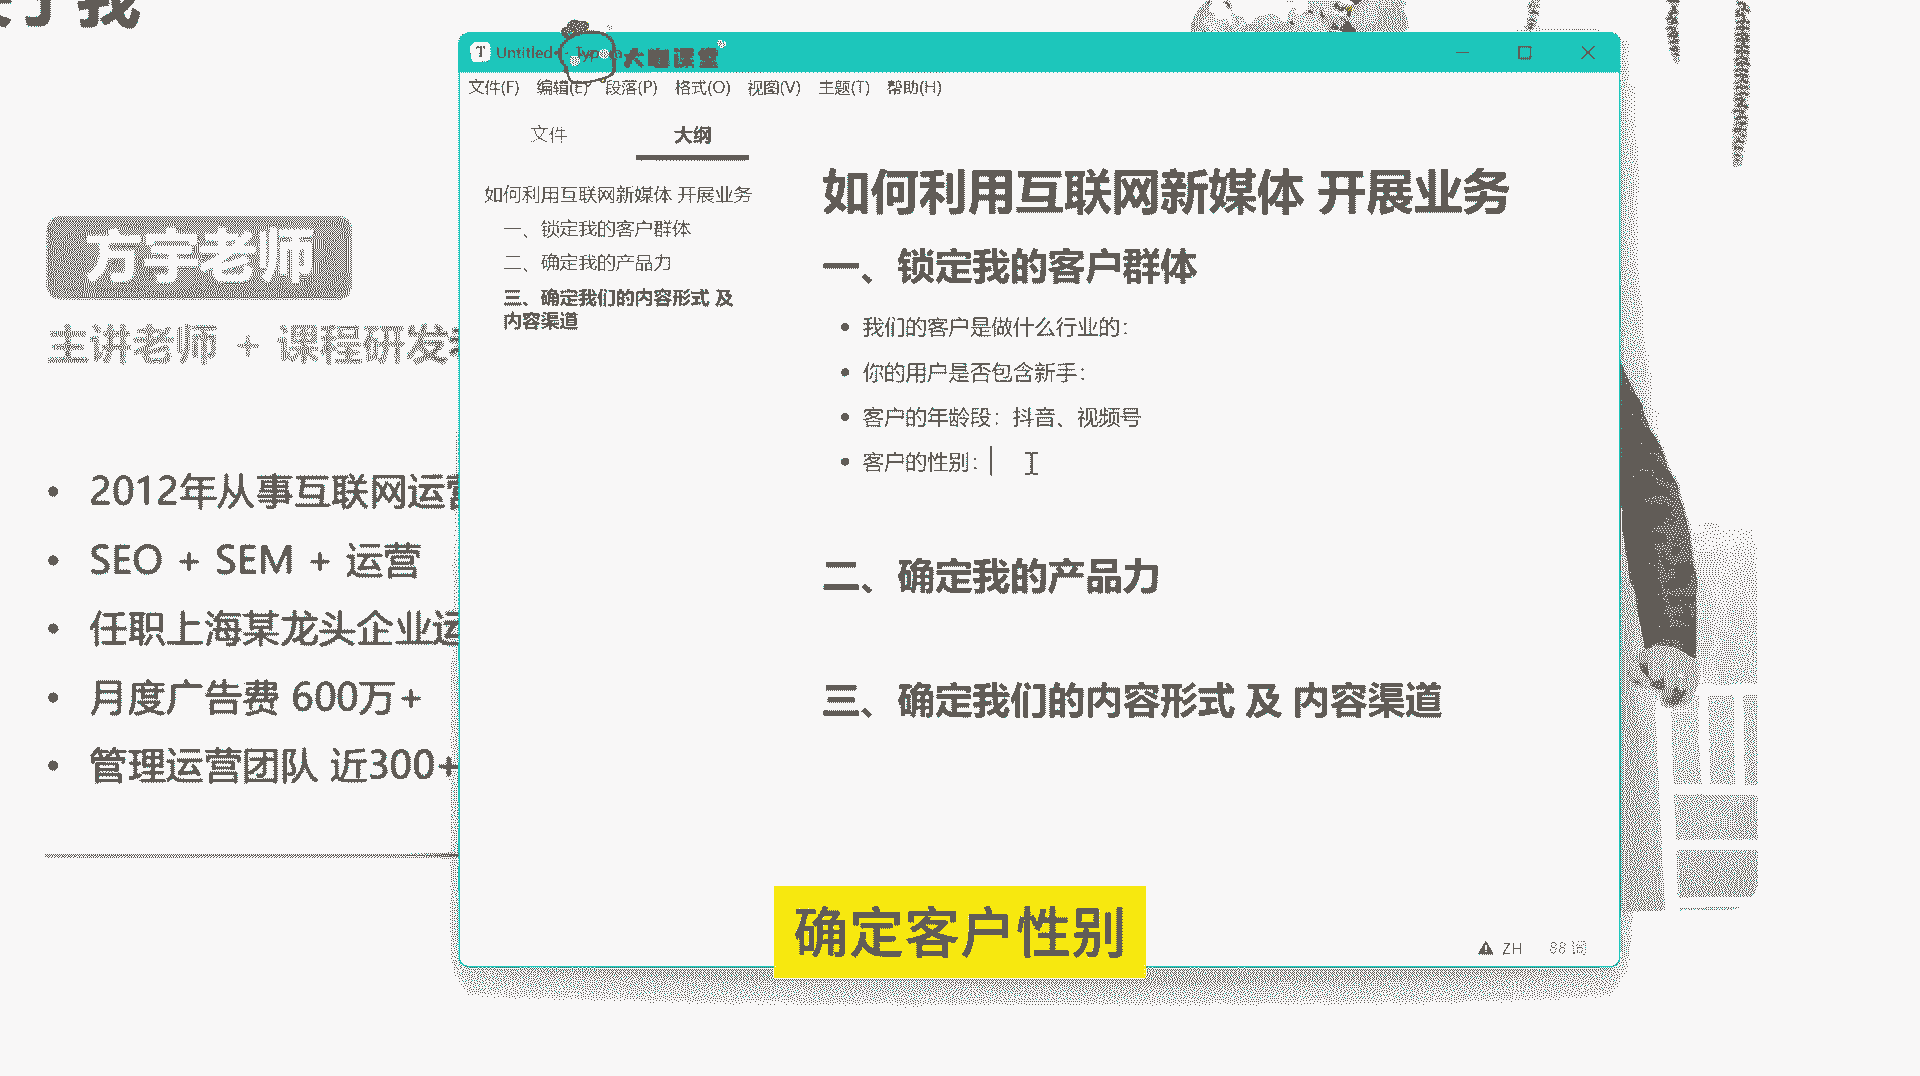 我
Untitled
大咖课堂
文件(F) 编辑(E) 段落(P) 格式(O) 视图(V) 主题(T) 帮助(H)
文件 大纲
如何利用互联网新媒体 开展业务
一、锁定我的客户群体
二、确定我的产品力
三、确定我们的内容形式 及
内容渠道
如何利用互联网新媒体 开展业务
一、锁定我的客户群体
• 我们的客户是做什么行业的：
• 你的用户是否包含新手：
• 客户的年龄段：抖音、视频号
• 客户的性别：
二、确定我的产品力
三、确定我们的内容形式 及 内容渠道
ZH 88 词
方宇老师
主讲老师 + 课程研发
• 2012年从事互联网运营
• SEO + SEM + 运营
• 任职上海某龙头企业运
• 月度广告费 600万+
• 管理运营团队 近300+
确定客户性别